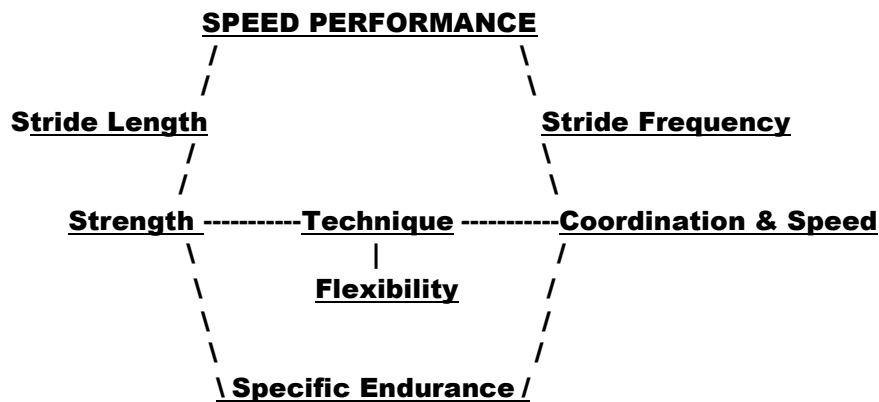 SPEED PERFORMANCE
/ \
/ \
/ \
Stride Length Stride Frequency
/ \
/ \
Strength -----------Technique -----------Coordination & Speed
\ | /
\ Flexibility /
\ /
\ /
\ Specific Endurance /